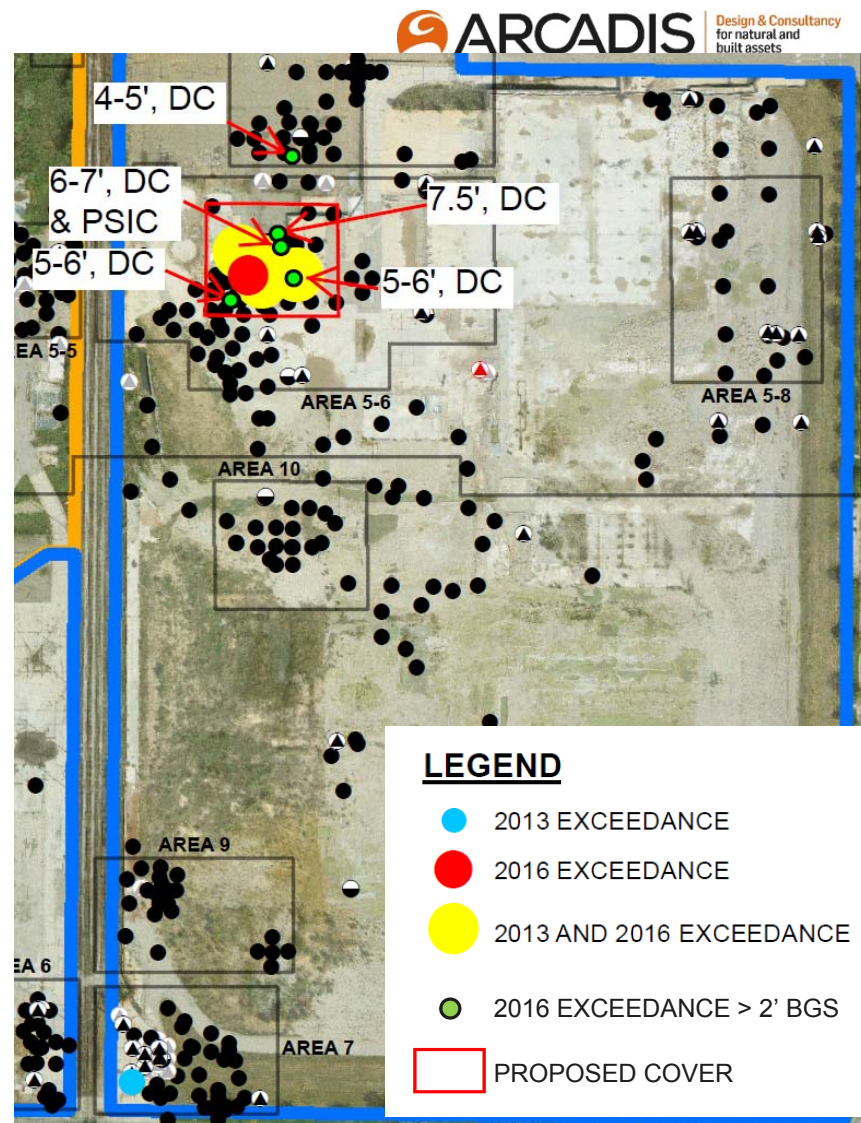 ARCADIS
Design & Consultancy
for natural and
built assets
4-5', DC
6-7', DC
& PSIC
7.5', DC
5-6', DC
5-6', DC
EA 5-5
AREA 5-6
AREA 5-8
AREA 10
AREA 9
EA 6
AREA 7
LEGEND
2013 EXCEEDANCE
2016 EXCEEDANCE
2013 AND 2016 EXCEEDANCE
2016 EXCEEDANCE > 2’ BGS
PROPOSED COVER